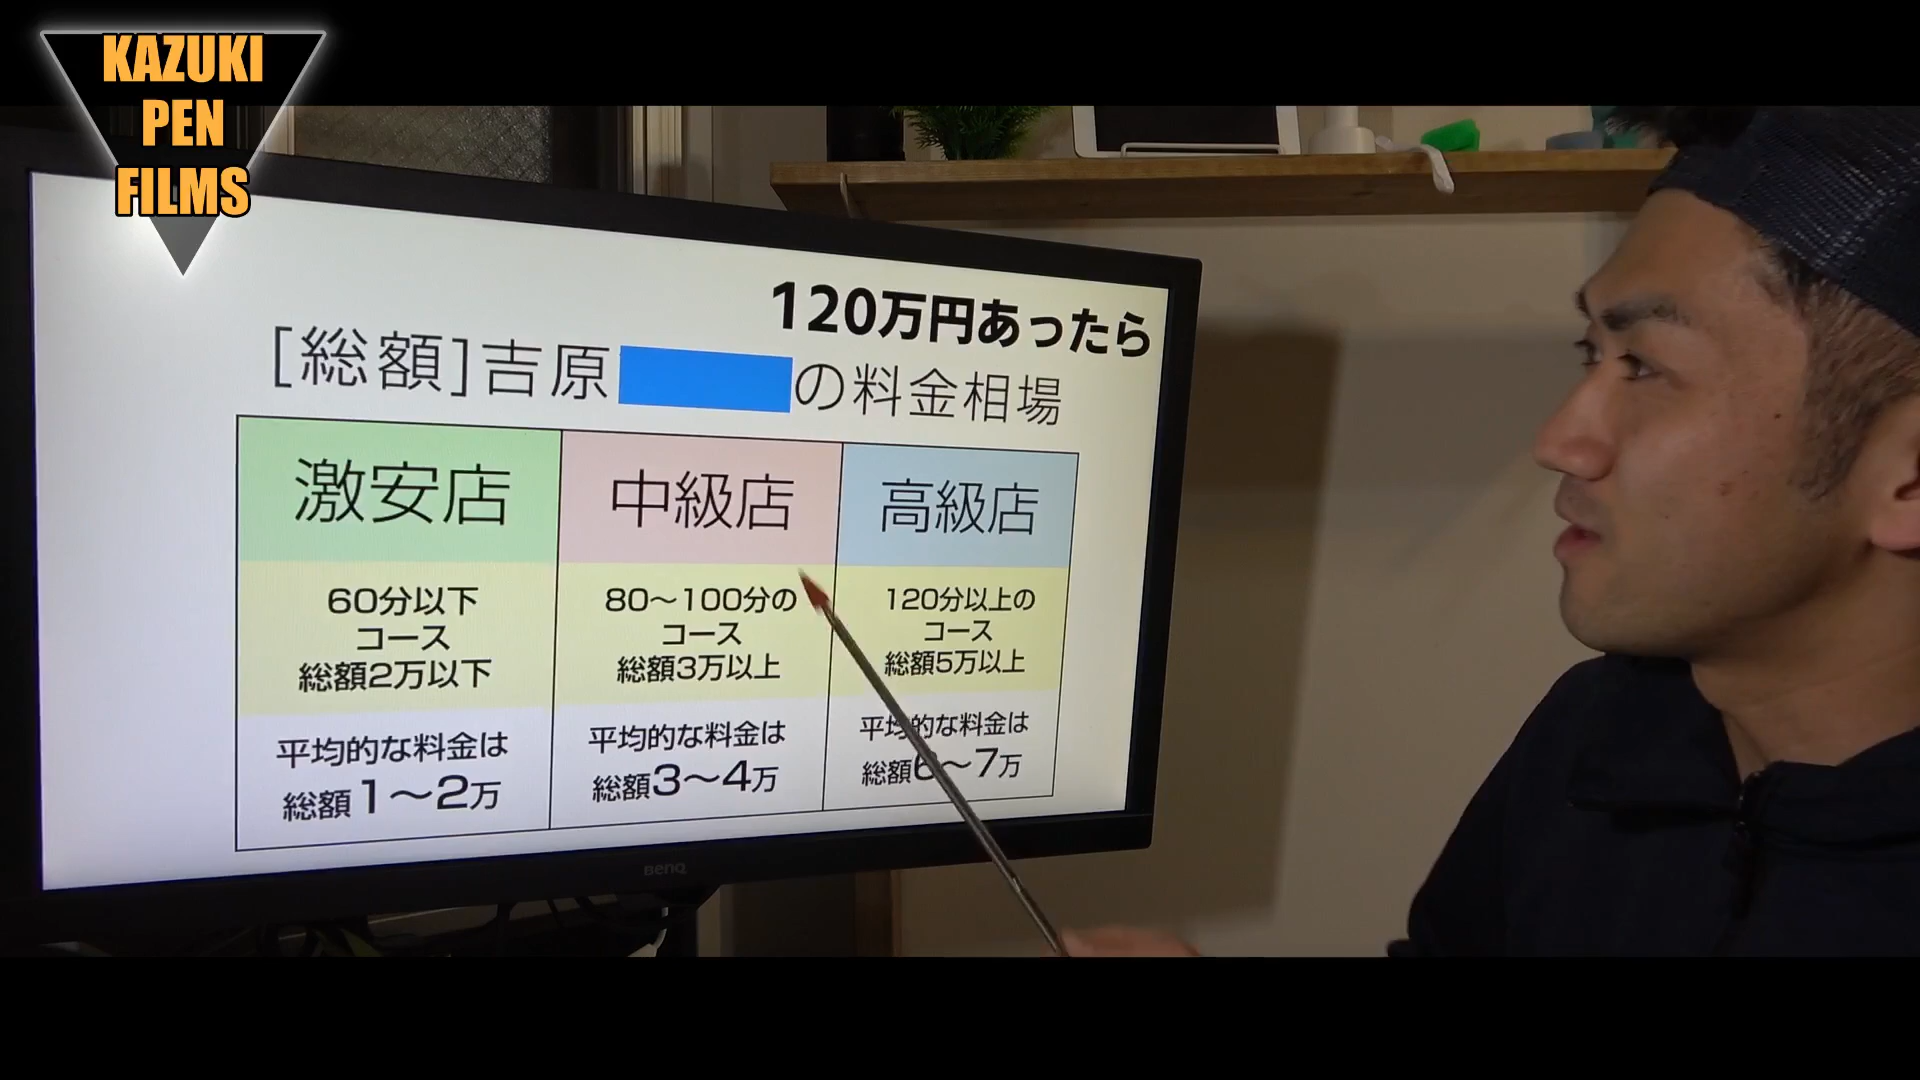 KAZUKI
PEN
FILMS
120万円あったら
[総額]吉原
の料金相場
激安店
中級店
高級店
60分以下
コース
総額2万以下
80～100分の
コース
総額3万以上
120分以上の
コース
総額5万以上
平均的な料金は
総額1～2万
平均的な料金は
総額3～4万
平均的な料金は
総額6～7万
BenQ